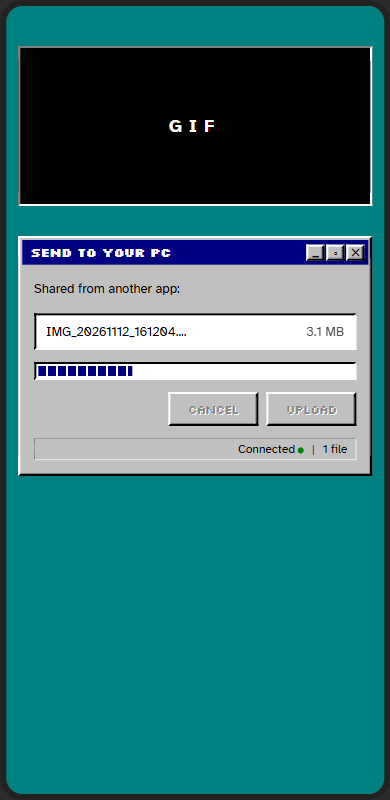 GIF
SEND TO YOUR PC
Shared from another app:
IMG_20261112_161204.... 3.1 MB
CANCEL UPLOAD
Connected ● | 1 file